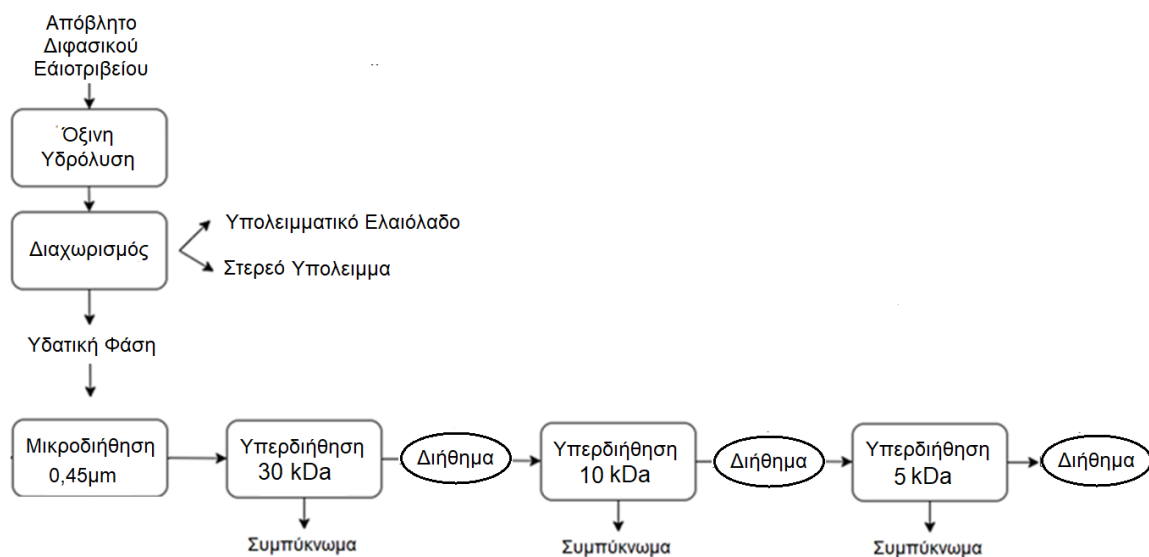 Απόβλητο
Διφασικού
Εάιοτριβείου
Όξινη
Υδρόλυση
Διαχωρισμός
Υπολειμματικό Ελαιόλαδο
Στερεό Υπολειμμα
Υδατική Φάση
Μικροδιήθηση
0,45μm
Υπερδιήθηση
30 kDa
Διήθημα
Υπερδιήθηση
10 kDa
Διήθημα
Υπερδιήθηση
5 kDa
Διήθημα
Συμπύκνωμα
Συμπύκνωμα
Συμπύκνωμα